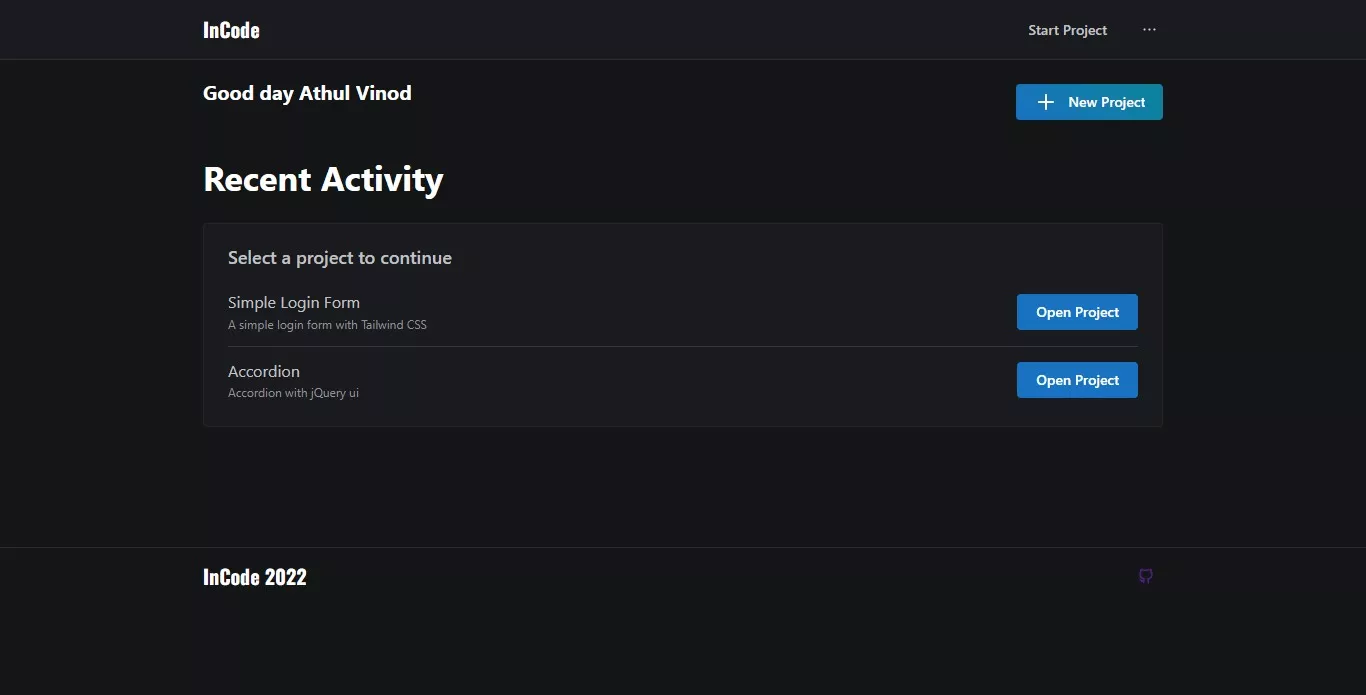 InCode
Start Project
Good day Athul Vinod
New Project
Recent Activity
Select a project to continue
Simple Login Form
A simple login form with Tailwind CSS
Open Project
Accordion
Accordion with jQuery ui
Open Project
InCode 2022